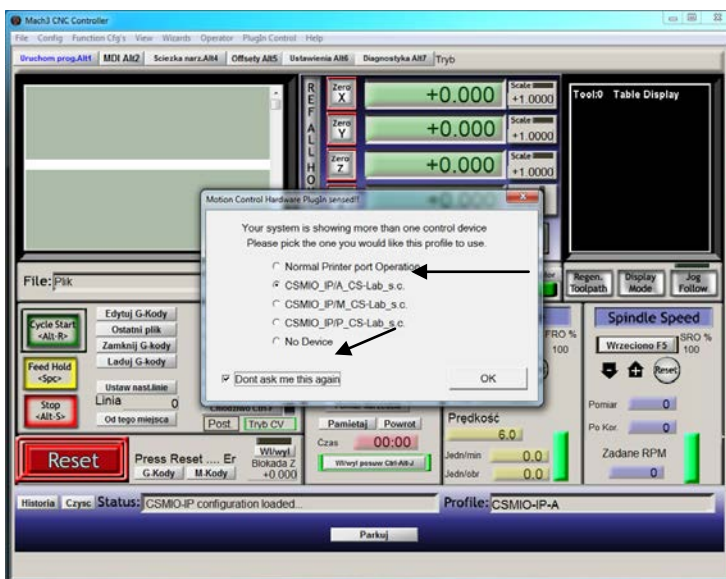 Mach3 CNC Controller
File Config Function Cfg's View Wizards Operator PlugIn Control Help
Uruchom prog.Alt1 MDI Alt2 Sciezka narz.Alt4 Offsety Alt5 Ustawienia Alt6 Diagnostyka Alt7 Tryb
REF ALL HO
Zero X +0.000 Scale +1.0000
Zero Y +0.000 Scale +1.0000
Zero Z +0.000 Scale +1.0000
Tool:0 Table Display
Motion Control Hardware PlugIn sensed!!
Your system is showing more than one control device
Please pick the one you would like this profile to use.
Normal Printer port Operation
CSMIO_IP/A_CS-Lab_s.c.
CSMIO_IP/M_CS-Lab_s.c.
CSMIO_IP/P_CS-Lab_s.c.
No Device
Dont ask me this again
OK
File: Plik
Regen. Toolpath
Display Mode
Jog Follow
Cycle Start <Alt-R>
Edytuj G-Kody
Ostatni plik
Zamknij G-kody
Laduj G-kody
Feed Hold <Spc>
Ustaw nast.linie
Linia 0
Od tego miejsca
Stop <Alt-S>
Post Tryb CV
Reset
Press Reset .... Er
G.Kody M.Kody
Wl/wyl
Blokada Z
+0.000
Pamietaj Powrot
Czas 00:00
Wl/wyl posuw Ctrl-Alt-J
FRO %
100
Prędkość
6.0
Jedn/min 0.0
Jedn/obr 0.0
Spindle Speed
Wrzeciono F5
SRO %
100
Reset
Pomiar 0
Po Kor. 0
Zadane RPM
0
Historia Czysc Status: CSMIO-IP configuration loaded...
Profile: CSMIO-IP-A
Parkuj